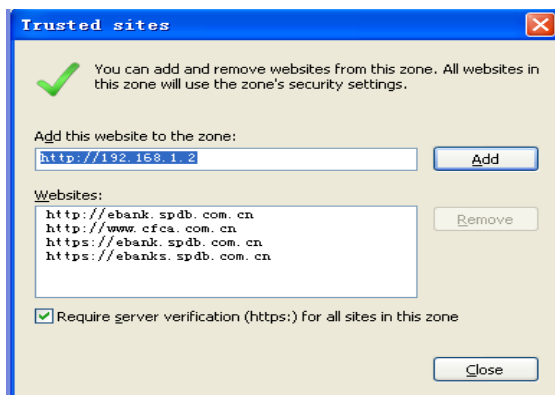 Trusted sites
You can add and remove websites from this zone. All websites in
this zone will use the zone's security settings.
Add this website to the zone:
http://192.168.1.2
Add
Websites:
http://ebank.spdb.com.cn
http://www.cfca.com.cn
https://ebank.spdb.com.cn
https://ebanks.spdb.com.cn
Remove
Require server verification (https:) for all sites in this zone
Close